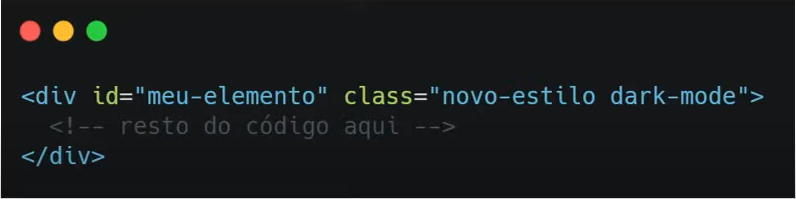 <div id="meu-elemento" class="novo-estilo dark-mode">
<!-- resto do código aqui -->
</div>